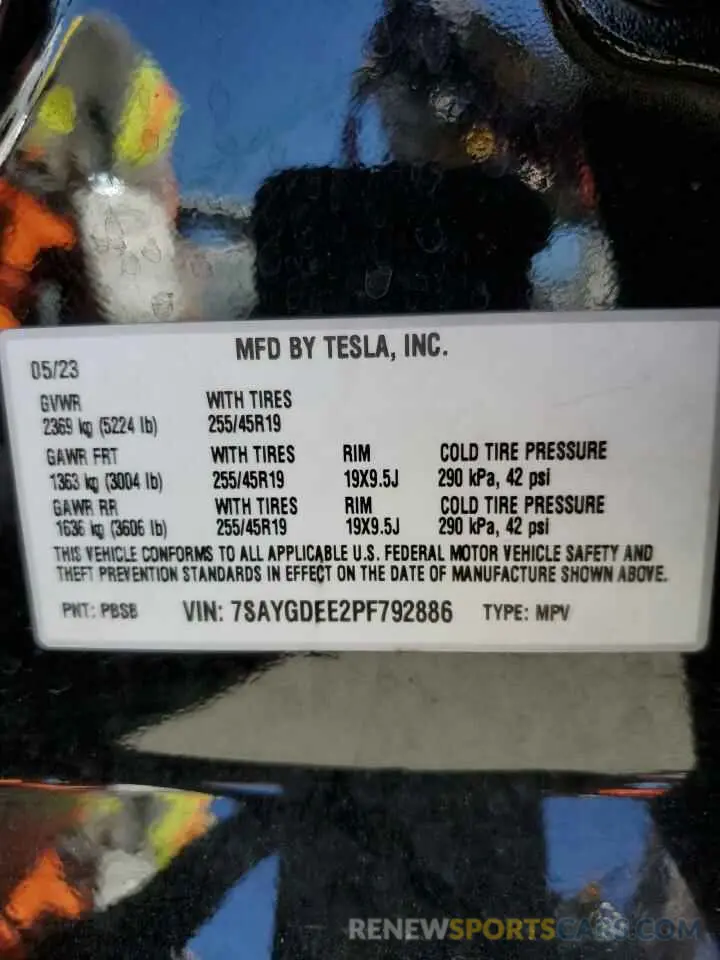 MFD BY TESLA, INC.
05/23
GVWR WITH TIRES
2369 kg (5224 lb) 255/45R19
GAWR FRT WITH TIRES RIM COLD TIRE PRESSURE
1363 kg (3004 lb) 255/45R19 19X9.5J 290 kPa, 42 psi
GAWR RR WITH TIRES RIM COLD TIRE PRESSURE
1636 kg (3606 lb) 255/45R19 19X9.5J 290 kPa, 42 psi
THIS VEHICLE CONFORMS TO ALL APPLICABLE U.S. FEDERAL MOTOR VEHICLE SAFETY AND
THEFT PREVENTION STANDARDS IN EFFECT ON THE DATE OF MANUFACTURE SHOWN ABOVE.
PNT: PBSB VIN: 7SAYGDEE2PF792886 TYPE: MPV
RENEWSPORTSCARS.COM